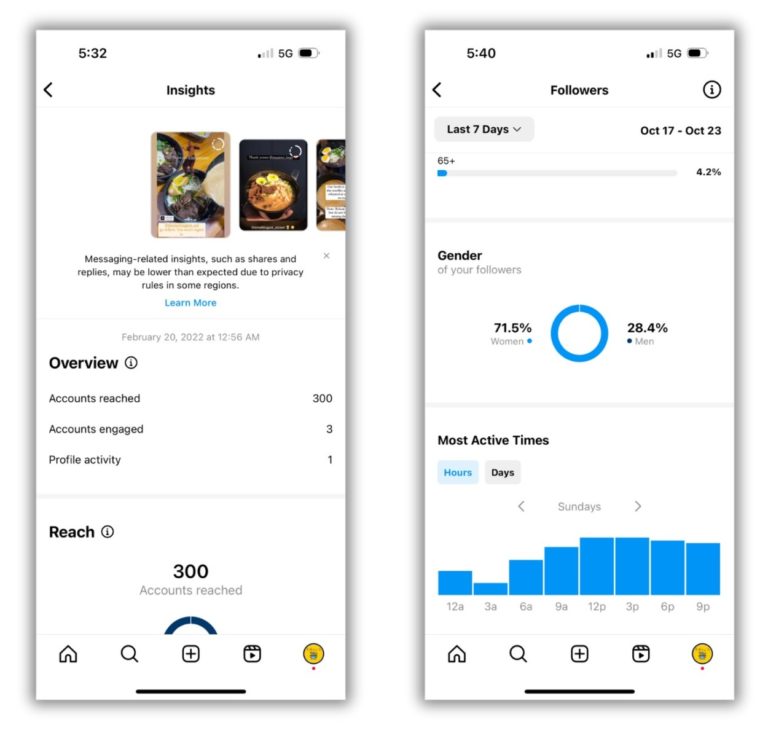 5:32
5G
Insights
Messaging-related insights, such as shares and
replies, may be lower than expected due to privacy
rules in some regions.
Learn More
February 20, 2022 at 12:56 AM
Overview
Accounts reached 300
Accounts engaged 3
Profile activity 1
Reach
300
Accounts reached
5:40
5G
Followers
Last 7 Days
Oct 17 - Oct 23
65+
4.2%
Gender
of your followers
71.5%
Women
28.4%
Men
Most Active Times
Hours Days
Sundays
12a 3a 6a 9a 12p 3p 6p 9p